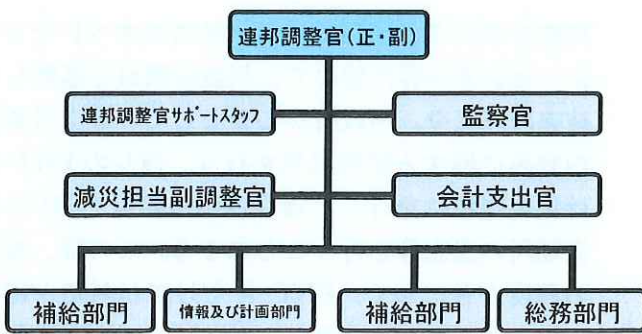 連邦調整官(正・副)
連邦調整官サポートスタッフ
監察官
減災担当副調整官
会計支出官
補給部門
情報及び計画部門
補給部門
総務部門